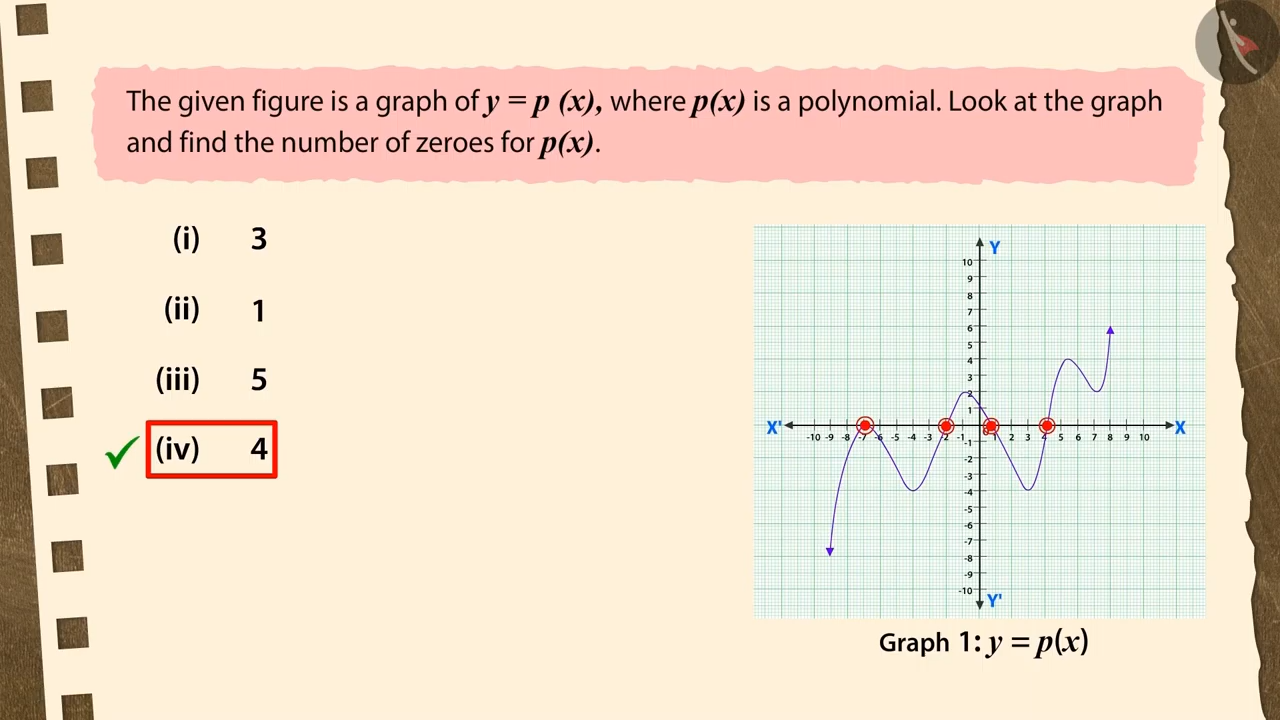 The given figure is a graph of y = p (x), where p(x) is a polynomial. Look at the graph
and find the number of zeroes for p(x).
(i) 3
(ii) 1
(iii) 5
(iv) 4
Y
10
9
8
7
6
5
4
3
2
1
X' -10 -9 -8 -7 -6 -5 -4 -3 -2 -1 0 1 2 3 4 5 6 7 8 9 10 X
-1
-2
-3
-4
-5
-6
-7
-8
-9
-10
Y'
Graph 1: y = p(x)